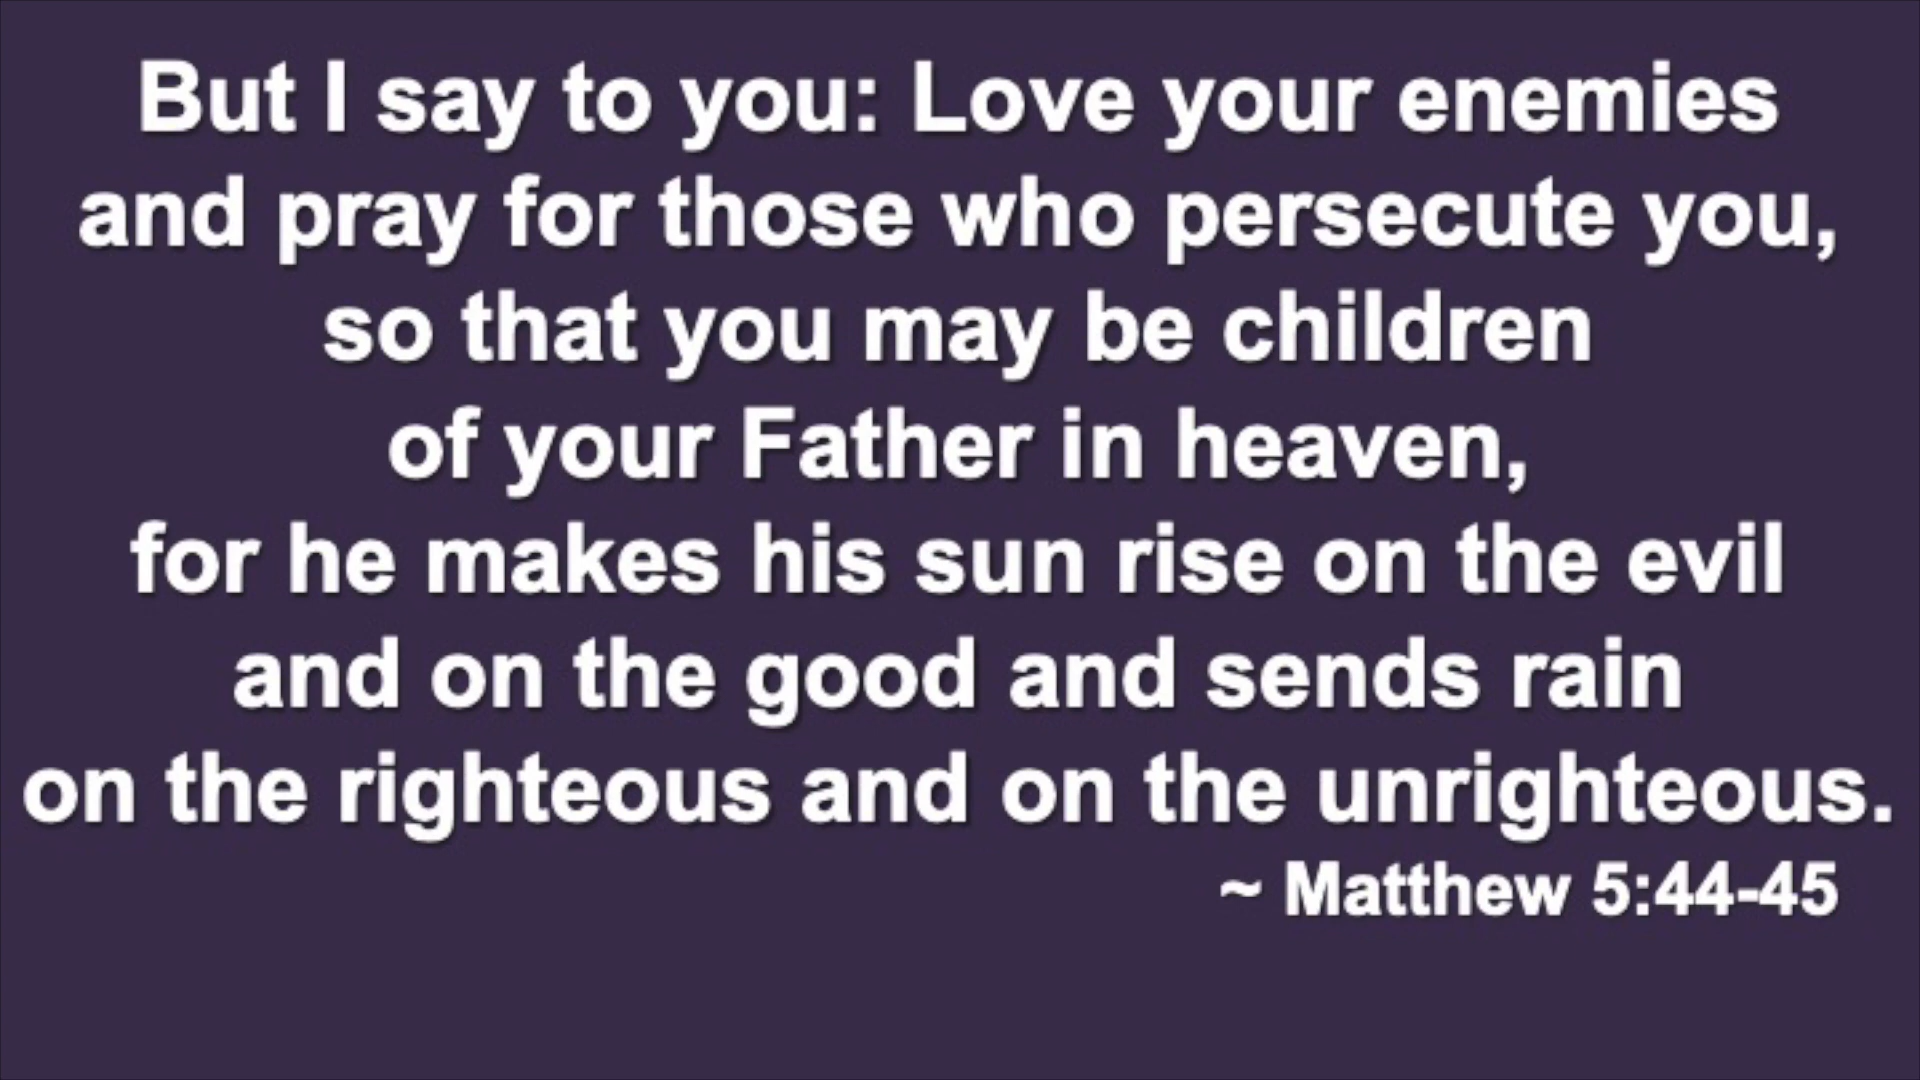 But I say to you: Love your enemies
and pray for those who persecute you,
so that you may be children
of your Father in heaven,
for he makes his sun rise on the evil
and on the good and sends rain
on the righteous and on the unrighteous.
~ Matthew 5:44-45